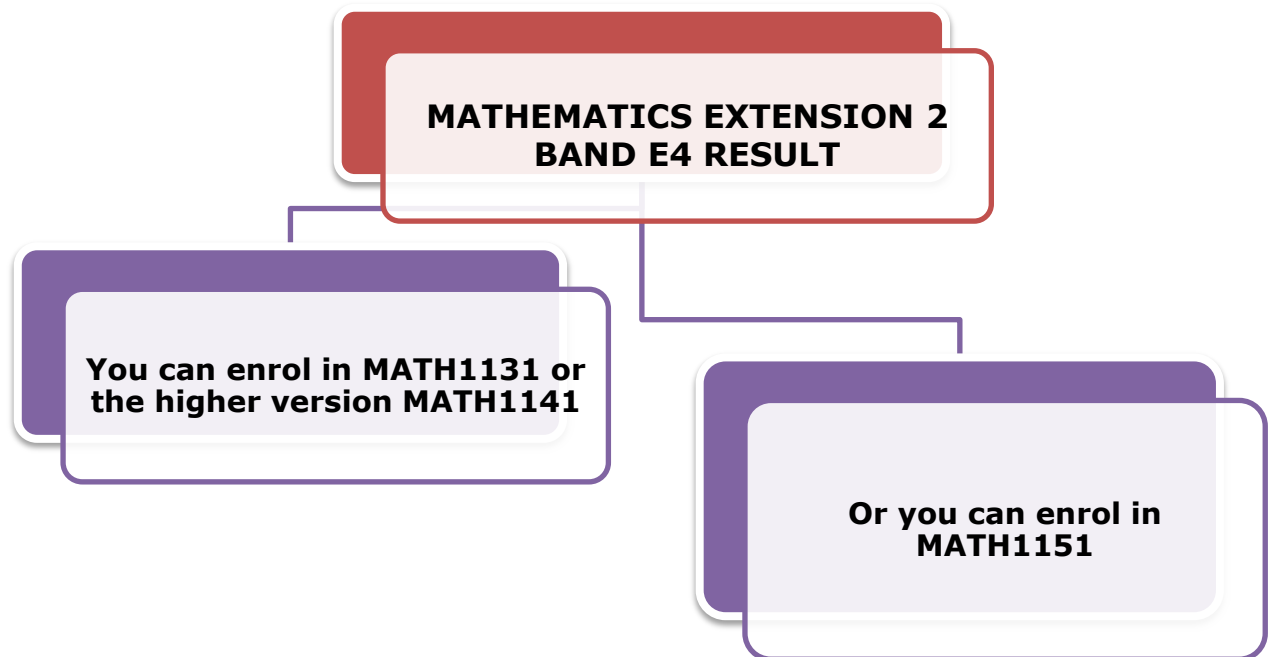 MATHEMATICS EXTENSION 2
BAND E4 RESULT
You can enrol in MATH1131 or
the higher version MATH1141
Or you can enrol in
MATH1151